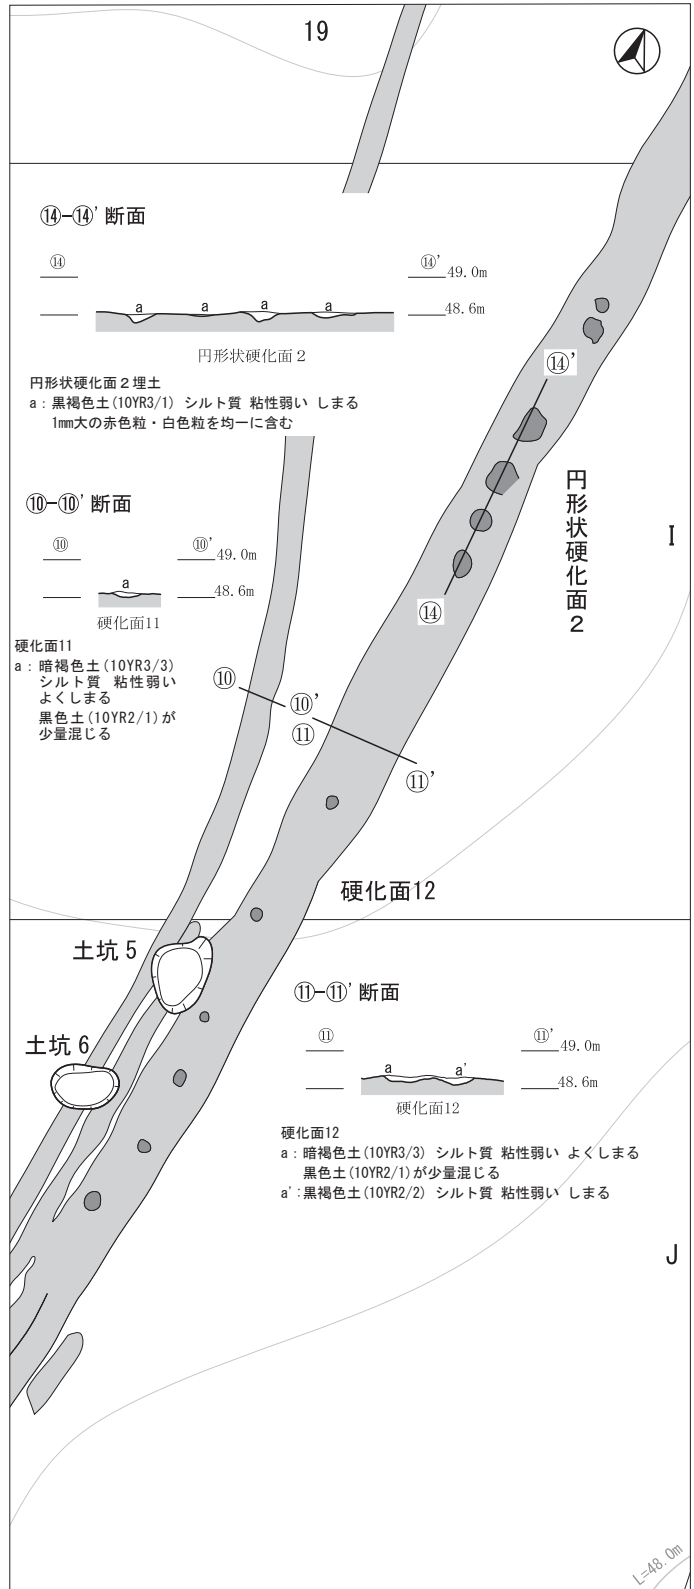 19
⑭-⑭' 断面
⑭ ⑭' 49.0m
a a a a 48.6m
円形状硬化面2
円形状硬化面2埋土
a：黒褐色土(10YR3/1) シルト質 粘性弱い しまる
1mm大の赤色粒・白色粒を均一に含む
⑭'
円形状硬化面2
I
⑭
⑩-⑩' 断面
⑩ ⑩' 49.0m
a 48.6m
硬化面11
硬化面11
a：暗褐色土(10YR3/3)
シルト質 粘性弱い
よくしまる
黒色土(10YR2/1)が
少量混じる
⑩
⑩'
⑪
⑪'
硬化面12
土坑5
土坑6
⑪-⑪' 断面
⑪ ⑪' 49.0m
a a' 48.6m
硬化面12
硬化面12
a：暗褐色土(10YR3/3) シルト質 粘性弱い よくしまる
黒色土(10YR2/1)が少量混じる
a'：黒褐色土(10YR2/2) シルト質 粘性弱い しまる
J
L=48.0m